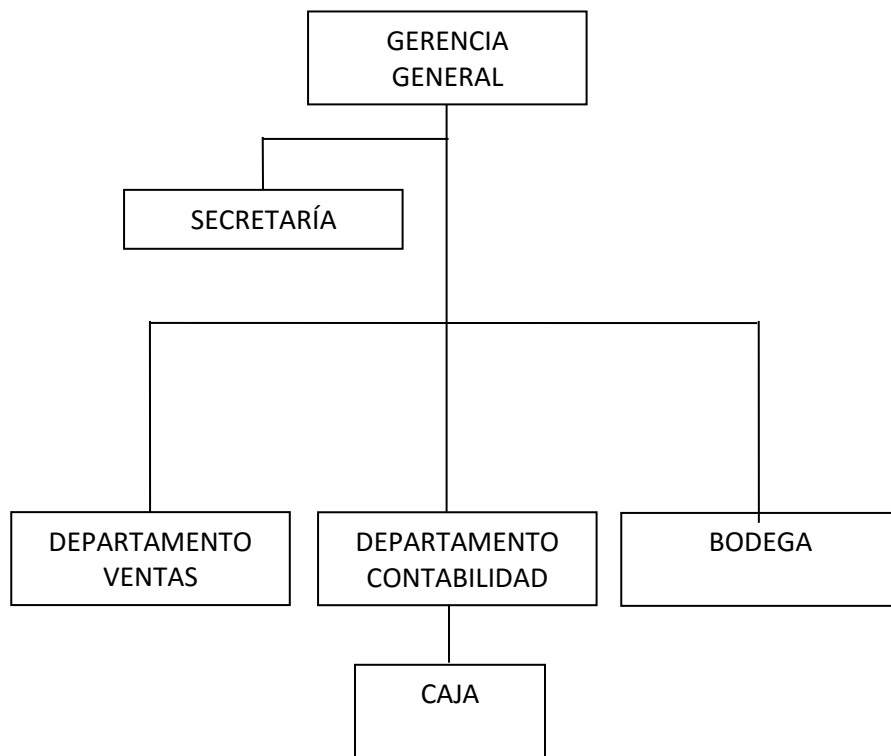 GERENCIA
GENERAL
SECRETARÍA
DEPARTAMENTO
VENTAS
DEPARTAMENTO
CONTABILIDAD
BODEGA
CAJA